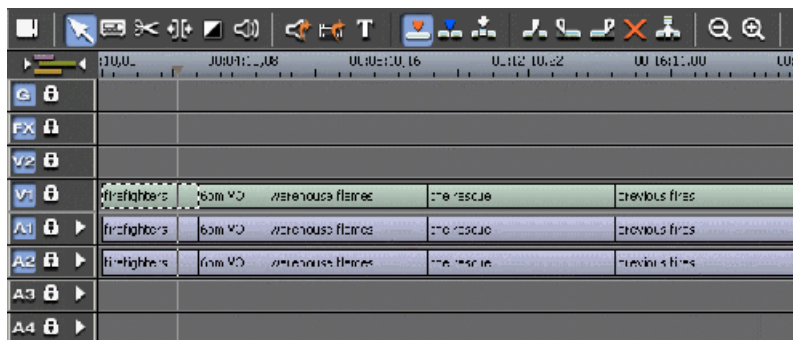 T
G
FX
V2
V1 firefighters 6pm VO warehouse flames the rescue previous fires
A1 firefighters 6pm VO warehouse flames the rescue previous fires
A2 firefighters 6pm VO warehouse flames the rescue previous fires
A3
A4